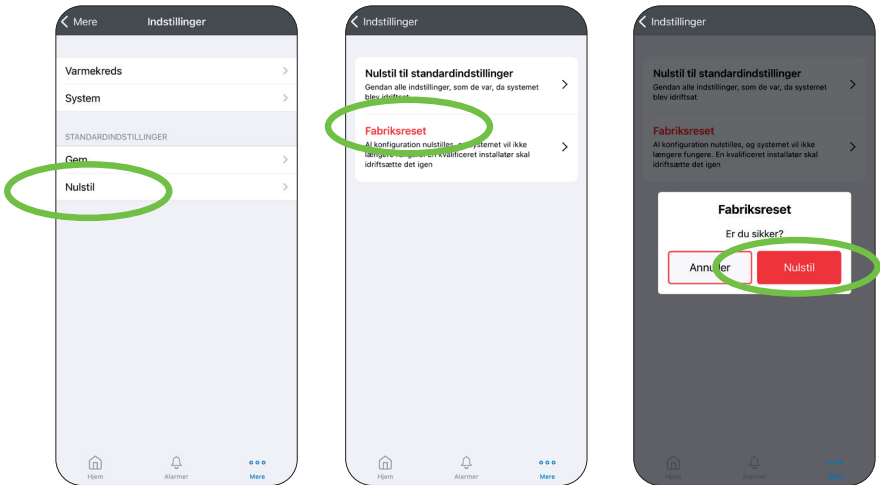 Mere
Indstillinger
Varmekreds
System
STANDARDINDSTILLINGER
Gem
Nulstil
Hjem
Alarmer
Mere
Indstillinger
Nulstil til standardindstillinger
Gendan alle indstillinger, som de var, da systemet
blev idriftsat
Fabriksreset
Al konfiguration nulstilles, og systemet vil ikke
længere fungere. En kvalificeret installatør skal
idriftsætte det igen
Hjem
Alarmer
Mere
Indstillinger
Nulstil til standardindstillinger
Gendan alle indstillinger, som de var, da systemet
blev idriftsat
Fabriksreset
Al konfiguration nulstilles, og systemet vil ikke
længere fungere. En kvalificeret installatør skal
idriftsætte det igen
Fabriksreset
Er du sikker?
Annuller
Nulstil
Hjem
Alarmer
Mere